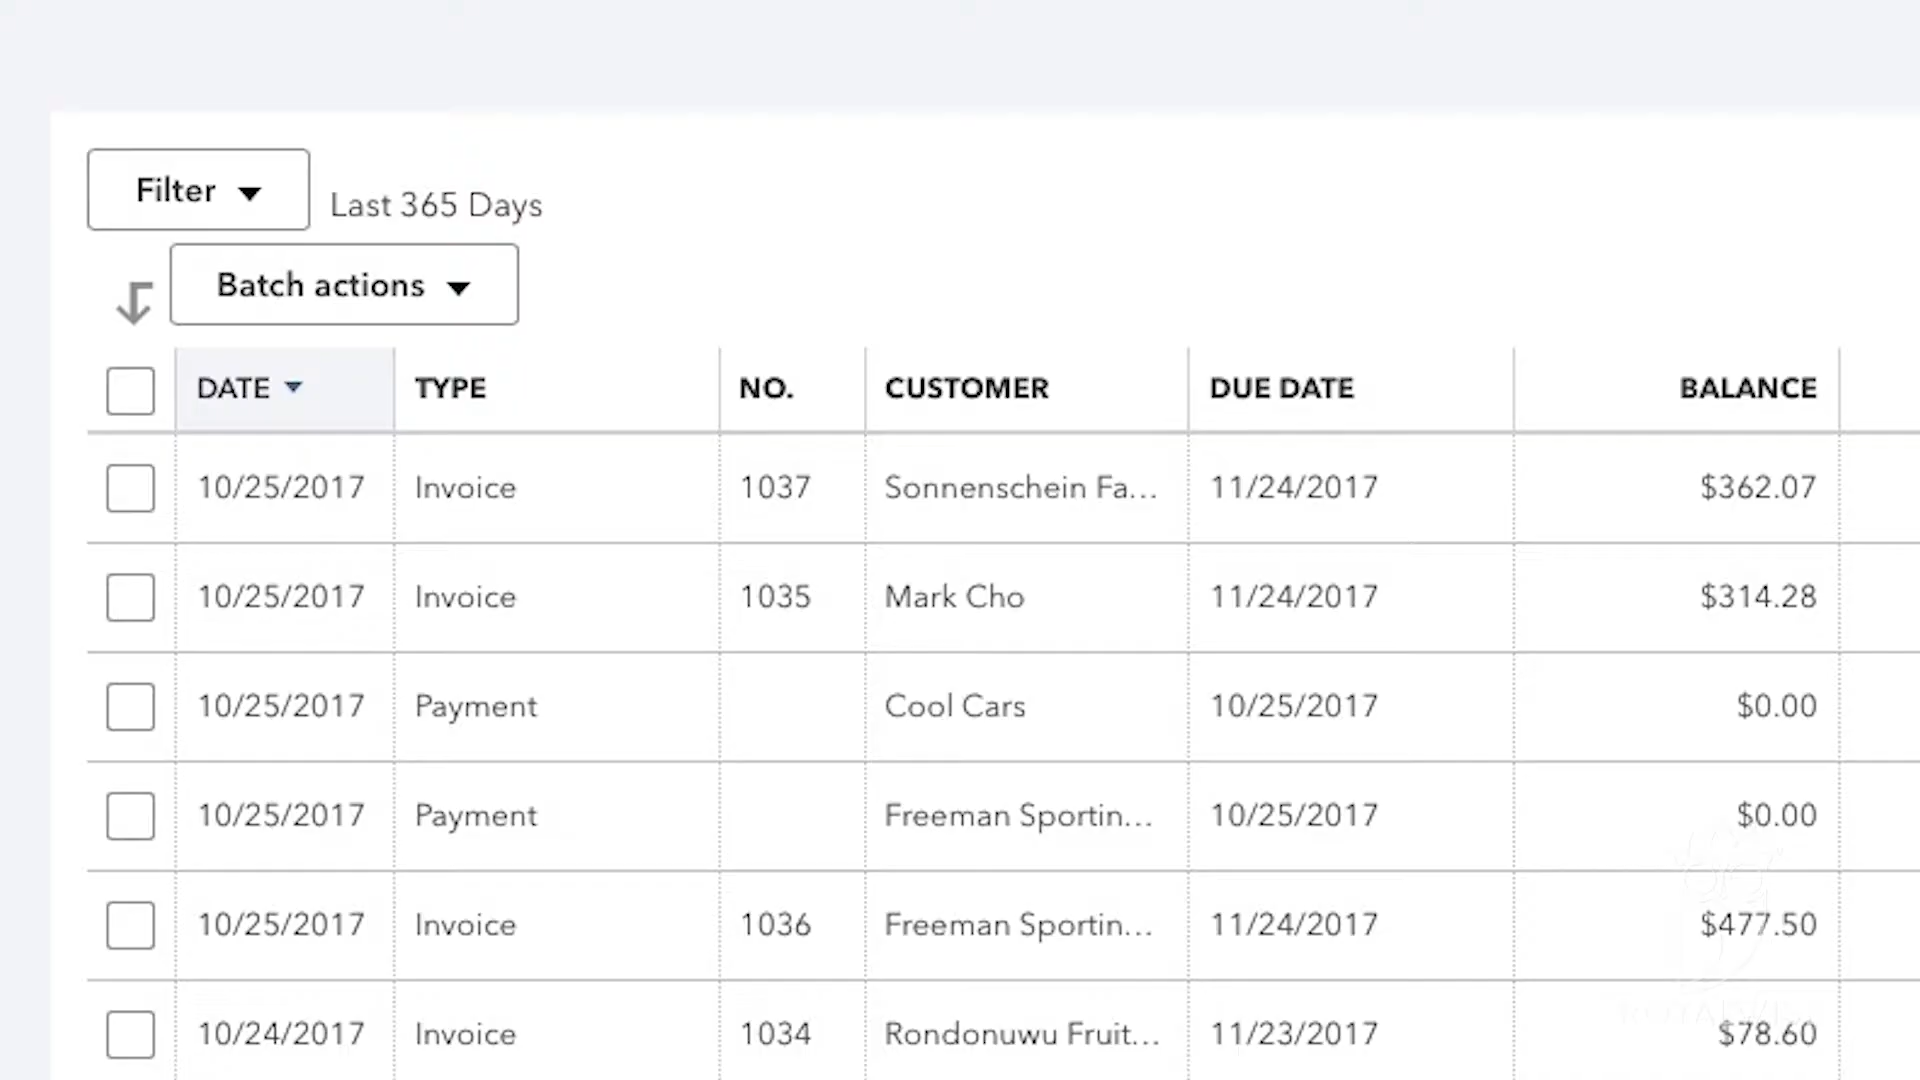 Filter
Last 365 Days
Batch actions
DATE TYPE NO. CUSTOMER DUE DATE BALANCE
10/25/2017 Invoice 1037 Sonnenschein Fa... 11/24/2017 $362.07
10/25/2017 Invoice 1035 Mark Cho 11/24/2017 $314.28
10/25/2017 Payment Cool Cars 10/25/2017 $0.00
10/25/2017 Payment Freeman Sportin... 10/25/2017 $0.00
10/25/2017 Invoice 1036 Freeman Sportin... 11/24/2017 $477.50
10/24/2017 Invoice 1034 Rondonuwu Fruit... 11/23/2017 $78.60